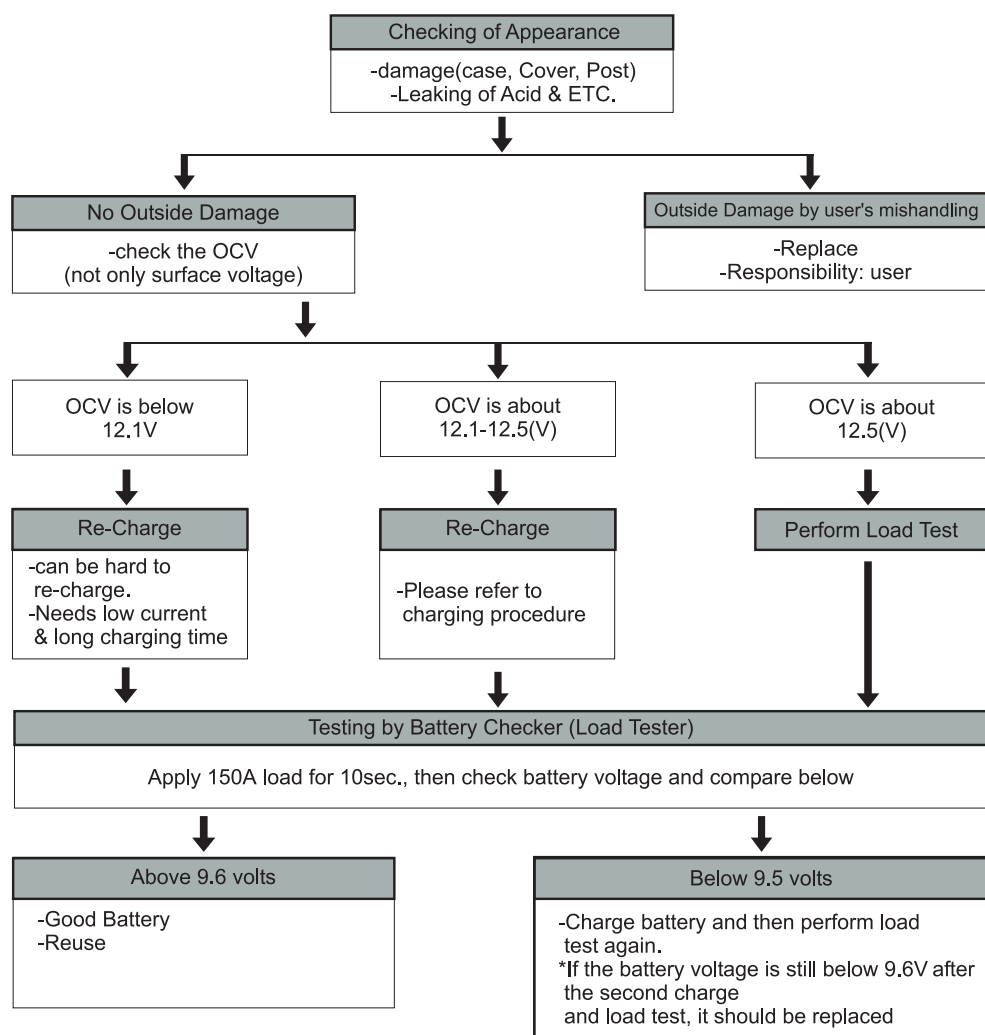 Checking of Appearance
-damage(case, Cover, Post)
-Leaking of Acid & ETC.
No Outside Damage
-check the OCV
(not only surface voltage)
Outside Damage by user's mishandling
-Replace
-Responsibility: user
OCV is below
12.1V
OCV is about
12.1-12.5(V)
OCV is about
12.5(V)
Re-Charge
-can be hard to
re-charge.
-Needs low current
& long charging time
Re-Charge
-Please refer to
charging procedure
Perform Load Test
Testing by Battery Checker (Load Tester)
Apply 150A load for 10sec., then check battery voltage and compare below
Above 9.6 volts
-Good Battery
-Reuse
Below 9.5 volts
-Charge battery and then perform load
test again.
*If the battery voltage is still below 9.6V after
the second charge
and load test, it should be replaced